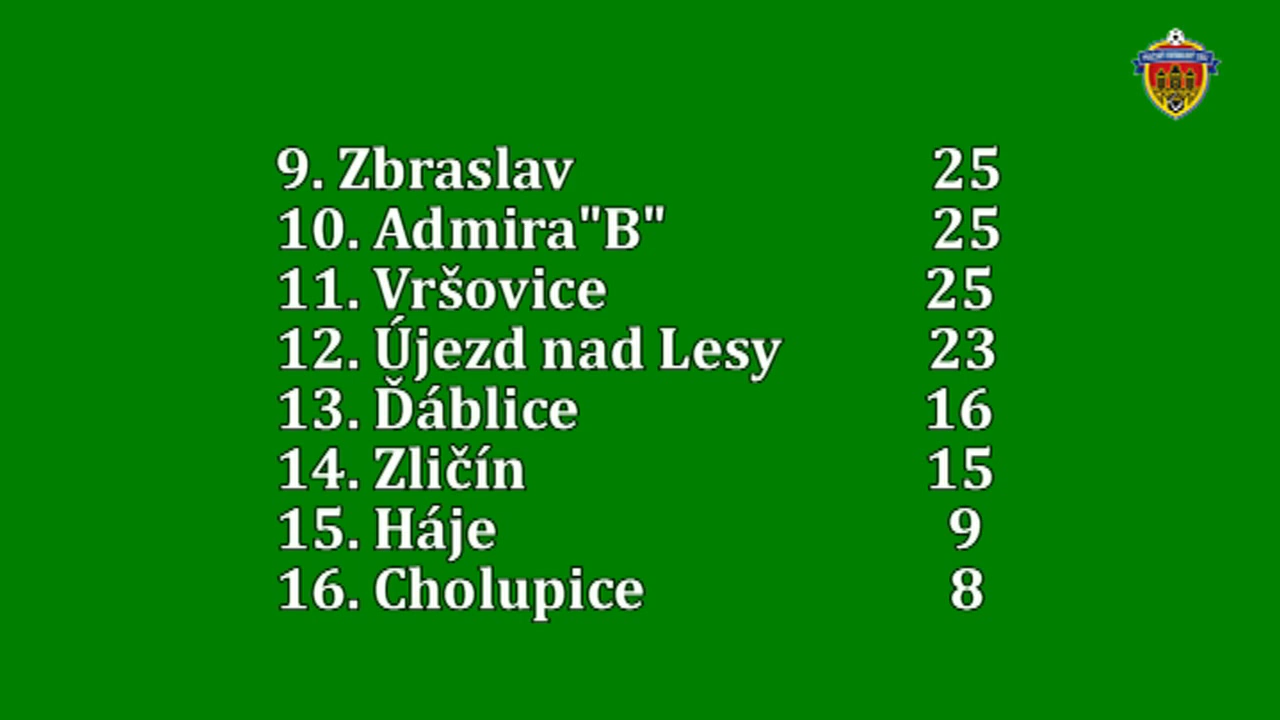 9. Zbraslav 25
10. Admira"B" 25
11. Vršovice 25
12. Újezd nad Lesy 23
13. Ďáblice 16
14. Zličín 15
15. Háje 9
16. Cholupice 8